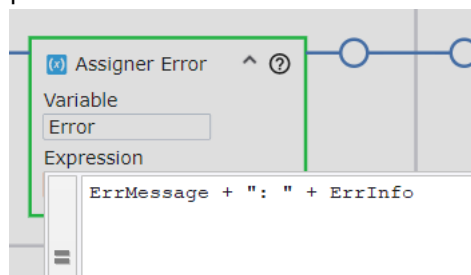 Assigner Error
Variable
Error
Expression
ErrMessage + ": " + ErrInfo